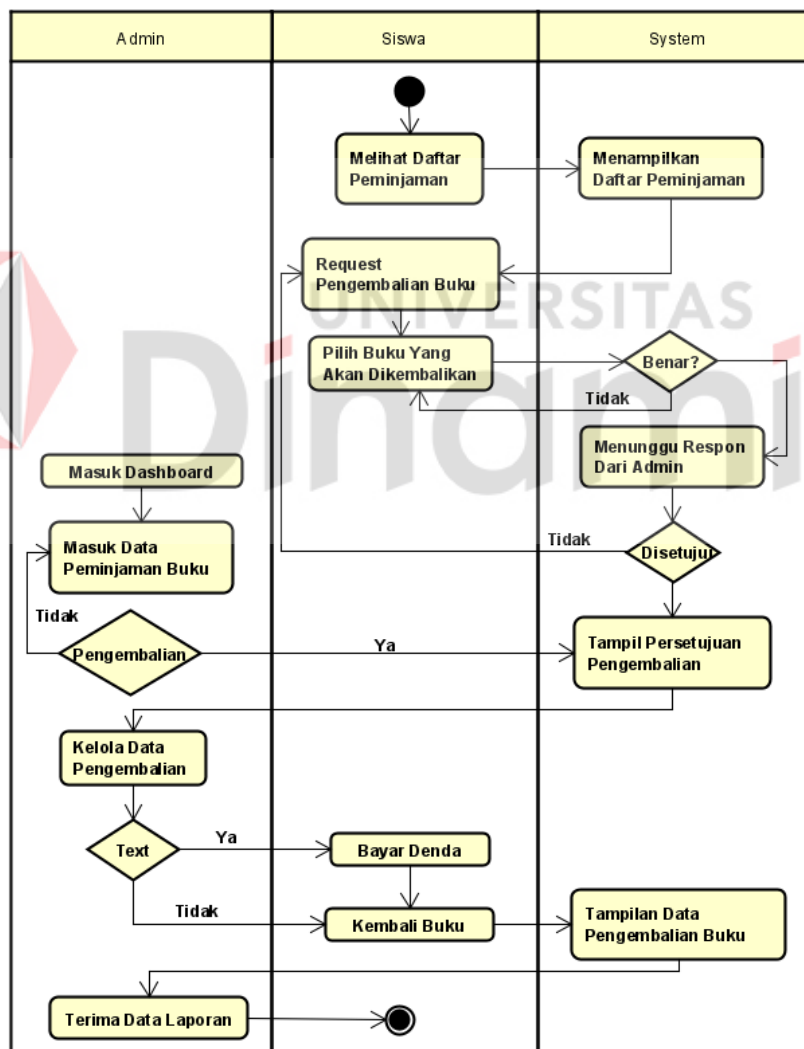 Admin
Siswa
System
Melihat Daftar
Peminjaman
Menampilkan
Daftar Peminjaman
Request
Pengembalian Buku
UNIVERSITAS
Dinami
Pilih Buku Yang
Akan Dikembalikan
Benar?
Tidak
Menunggu Respon
Dari Admin
Masuk Dashboard
Tidak
Disetujui
Masuk Data
Peminjaman Buku
Tidak
Pengembalian
Ya
Tampil Persetujuan
Pengembalian
Kelola Data
Pengembalian
Text
Ya
Bayar Denda
Tidak
Kembali Buku
Tampilan Data
Pengembalian Buku
Terima Data Laporan